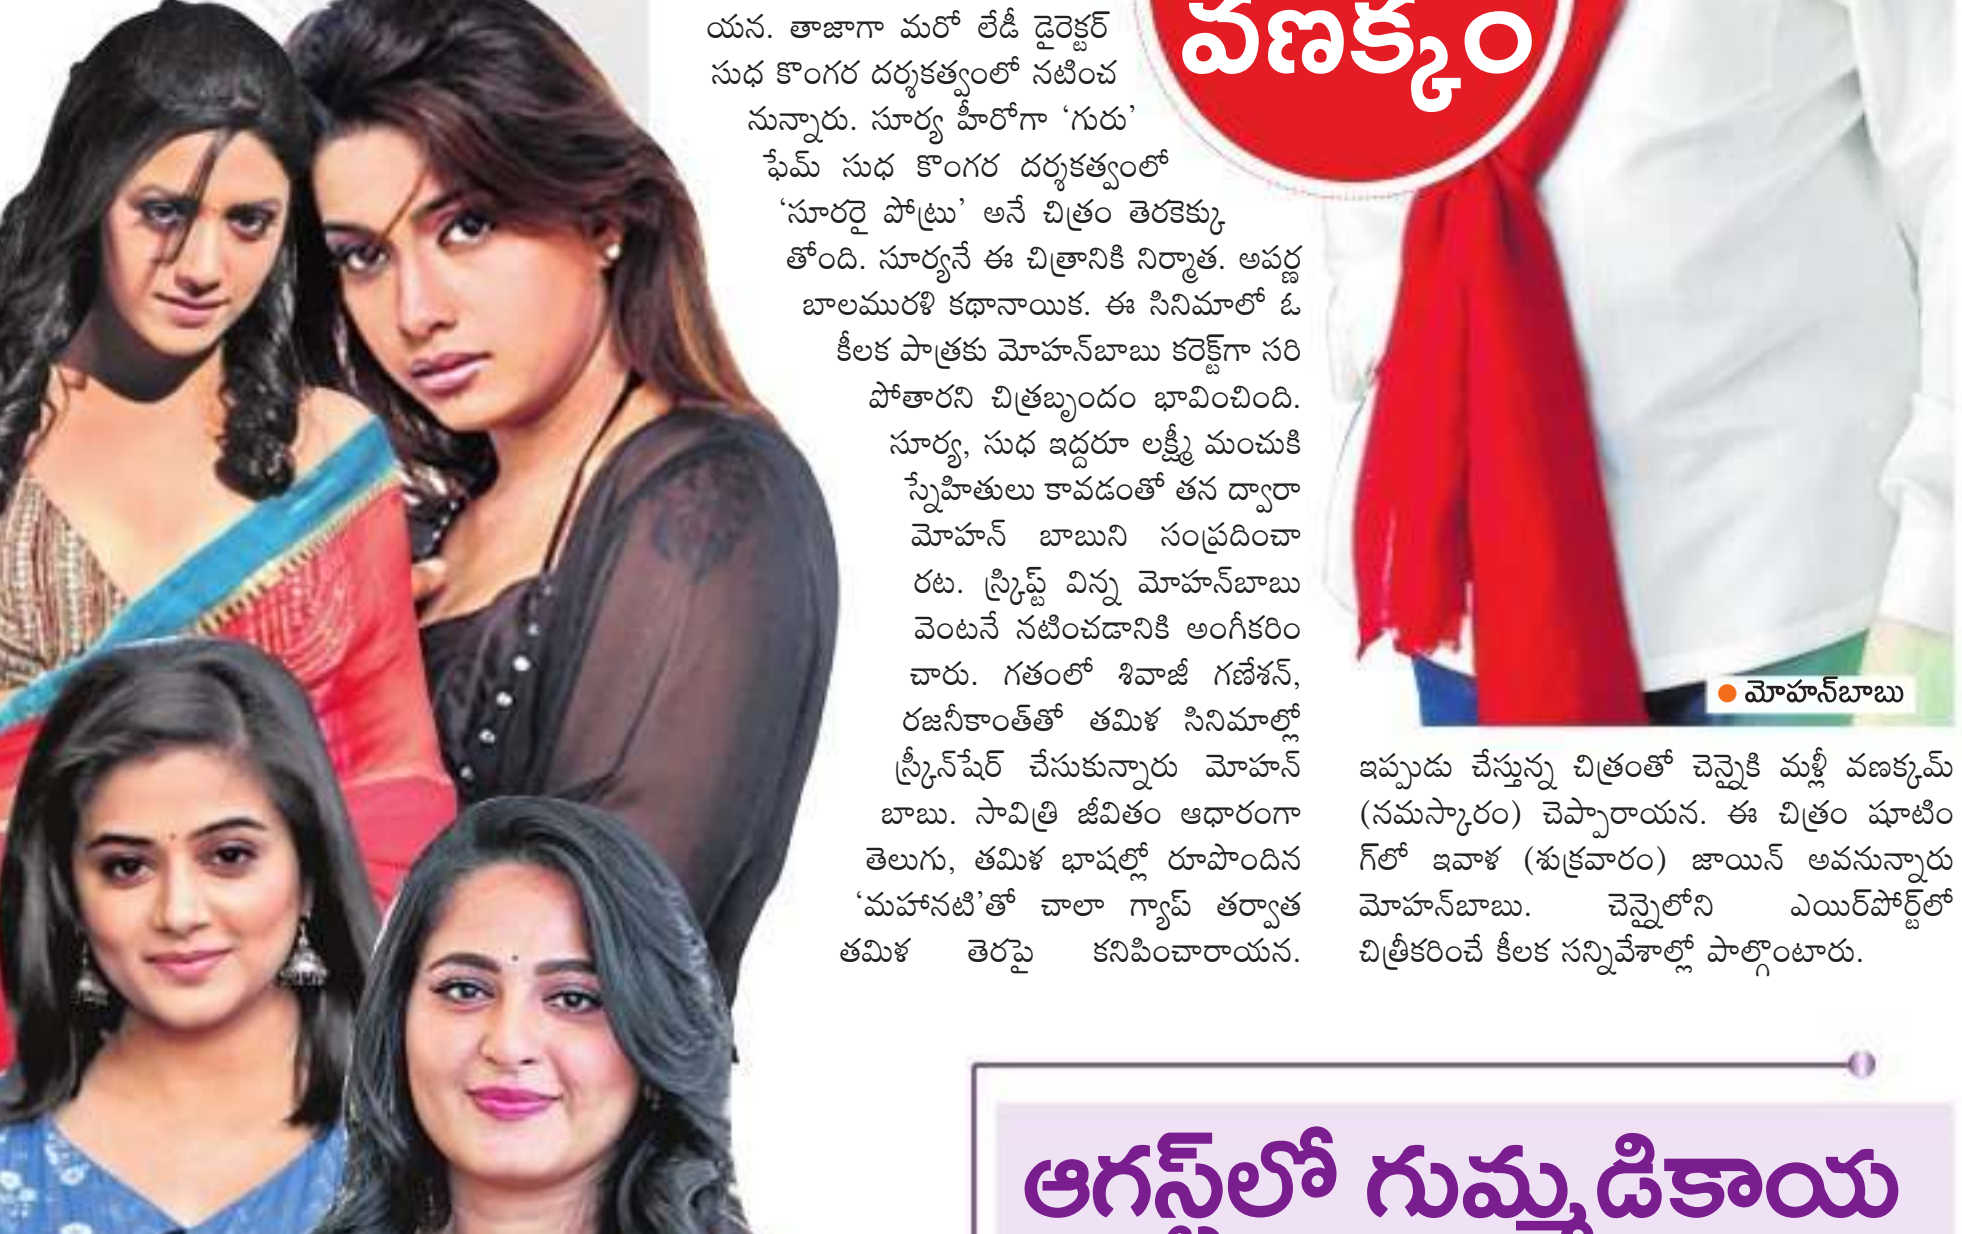 వణక్కం
యన. తాజాగా మరో లేడీ డైరెక్టర్
సుధ కొంగర దర్శకత్వంలో నటించ
నున్నారు. సూర్య హీరోగా ‘గురు’
ఫేమ్ సుధ కొంగర దర్శకత్వంలో
‘సూరరై పోట్రు’ అనే చిత్రం తెరకెక్కు
తోంది. సూర్యనే ఈ చిత్రానికి నిర్మాత. అపర్ణ
బాలమురళి కథానాయిక. ఈ సినిమాలో ఓ
కీలక పాత్రకు మోహన్‌బాబు కరెక్ట్‌గా సరి
పోతారని చిత్రబృందం భావించింది.
సూర్య, సుధ ఇద్దరూ లక్ష్మీ మంచుకి
స్నేహితులు కావడంతో తన ద్వారా
మోహన్ బాబుని సంప్రదించా
రట. స్క్రిప్ట్ విన్న మోహన్‌బాబు
వెంటనే నటించడానికి అంగీకరిం
చారు. గతంలో శివాజీ గణేశన్,
రజనీకాంత్‌తో తమిళ సినిమాల్లో
స్క్రీన్‌షేర్ చేసుకున్నారు మోహన్
బాబు. సావిత్రి జీవితం ఆధారంగా
తెలుగు, తమిళ భాషల్లో రూపొందిన
‘మహానటి’తో చాలా గ్యాప్ తర్వాత
తమిళ తెరపై కనిపించారాయన.
మోహన్‌బాబు
ఇప్పుడు చేస్తున్న చిత్రంతో చెన్నైకి మళ్లీ వణక్కమ్
(నమస్కారం) చెప్పారాయన. ఈ చిత్రం షూటిం
గ్‌లో ఇవాళ (శుక్రవారం) జాయిన్ అవనున్నారు
మోహన్‌బాబు. చెన్నైలోని ఎయిర్‌పోర్ట్‌లో
చిత్రీకరించే కీలక సన్నివేశాల్లో పాల్గొంటారు.
ఆగస్ట్‌లో గుమ్మడికాయ